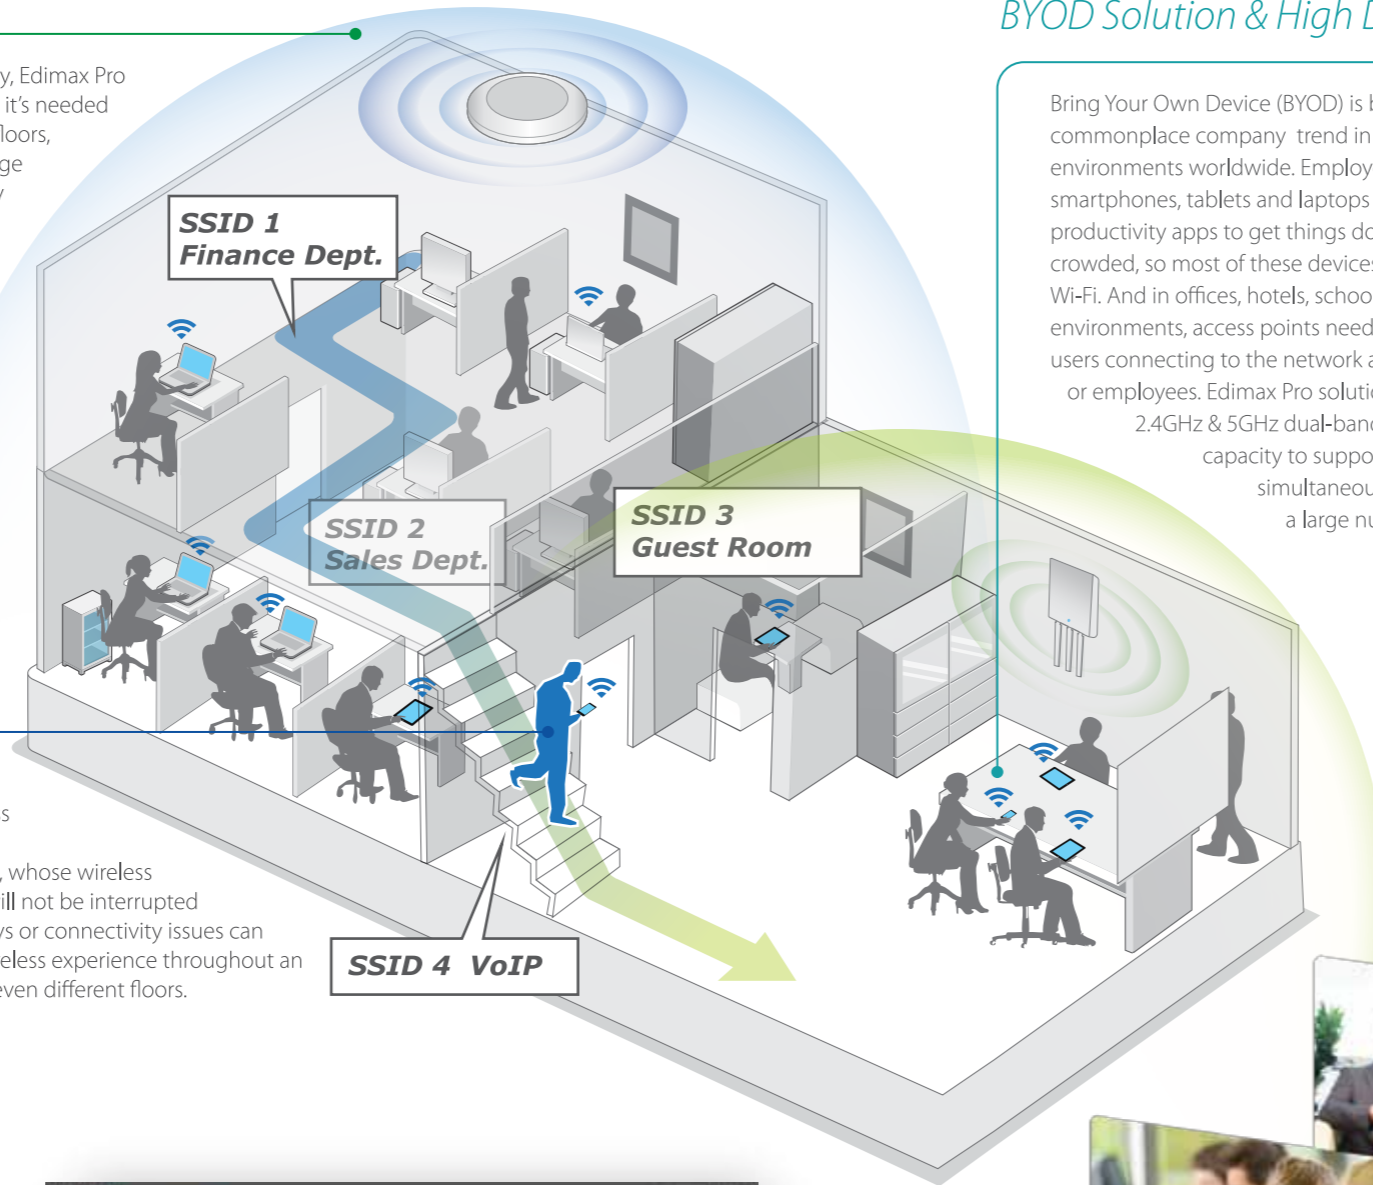 BYOD Solution & High D
y, Edimax Pro
it's needed
floors,
ge
y
Bring Your Own Device (BYOD) is b
commonplace company trend in
environments worldwide. Employ
smartphones, tablets and laptops
productivity apps to get things do
crowded, so most of these devices
Wi-Fi. And in offices, hotels, schoo
environments, access points need
users connecting to the network a
or employees. Edimax Pro soluti
2.4GHz & 5GHz dual-band
capacity to suppo
simultaneou
a large nu
SSID 1
Finance Dept.
SSID 2
Sales Dept.
SSID 3
Guest Room
SSID 4 VoIP
ss
, whose wireless
ill not be interrupted
ys or connectivity issues can
reless experience throughout an
even different floors.